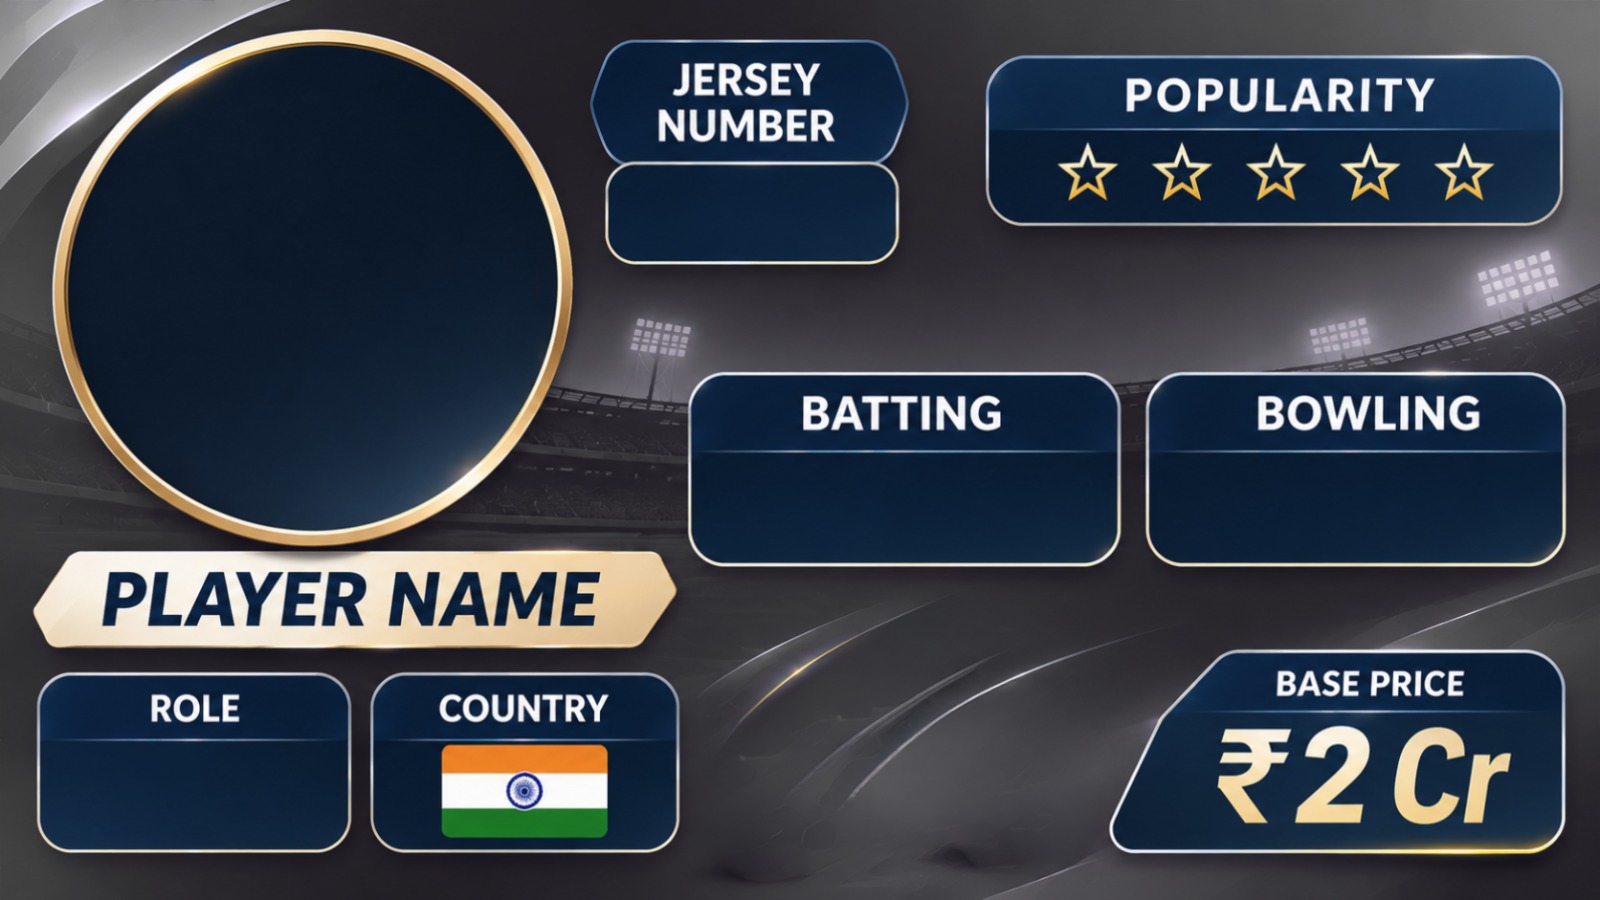 JERSEY
NUMBER
POPULARITY
BATTING
BOWLING
PLAYER NAME
ROLE
COUNTRY
BASE PRICE
₹2 Cr